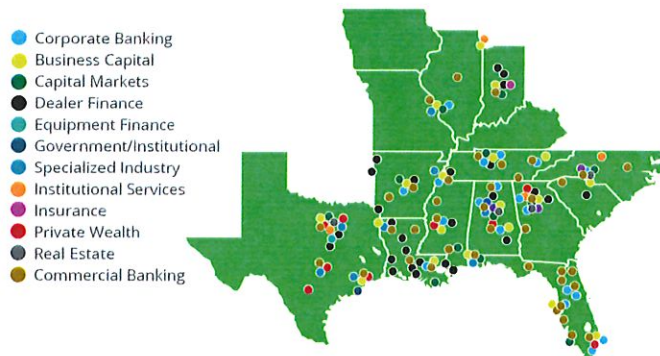 Corporate Banking
Business Capital
Capital Markets
Dealer Finance
Equipment Finance
Government/Institutional
Specialized Industry
Institutional Services
Insurance
Private Wealth
Real Estate
Commercial Banking